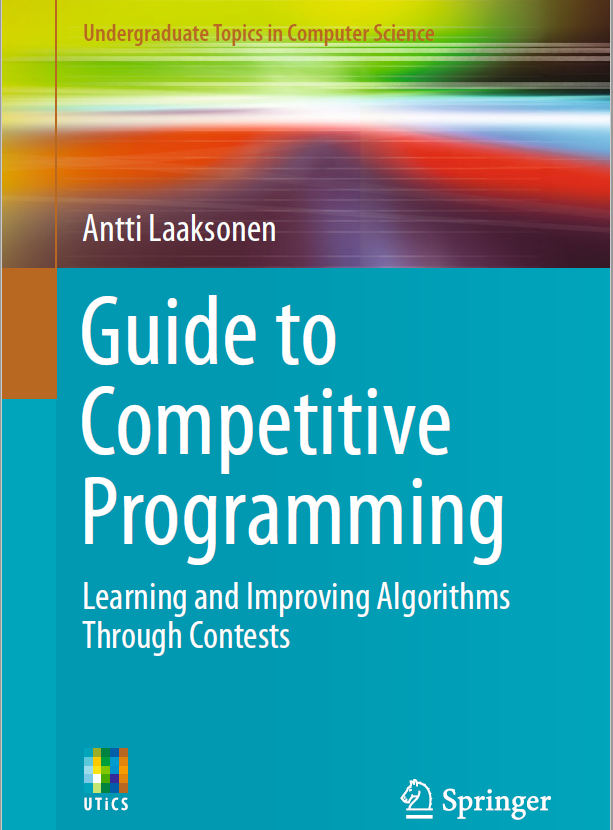 Undergraduate Topics in Computer Science
Antti Laaksonen
Guide to
Competitive
Programming
Learning and Improving Algorithms
Through Contests
UTiCS
Springer